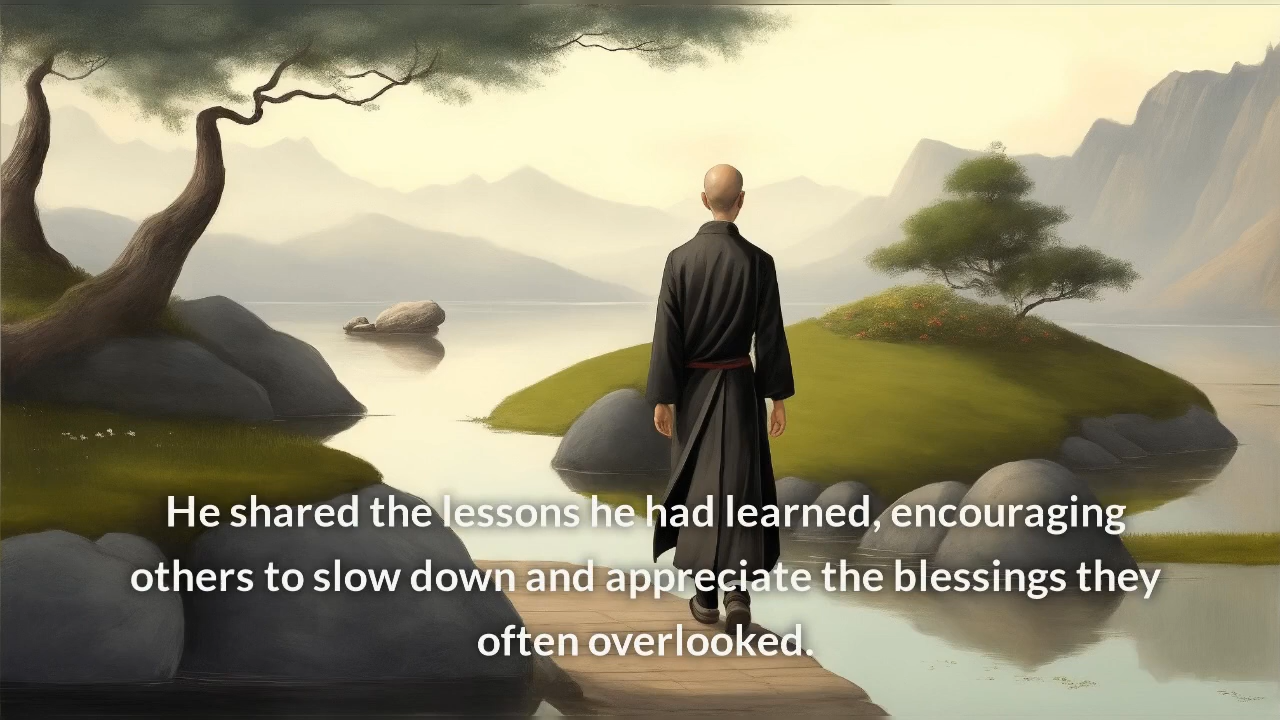 He shared the lessons he had learned, encouraging
others to slow down and appreciate the blessings they
often overlooked.